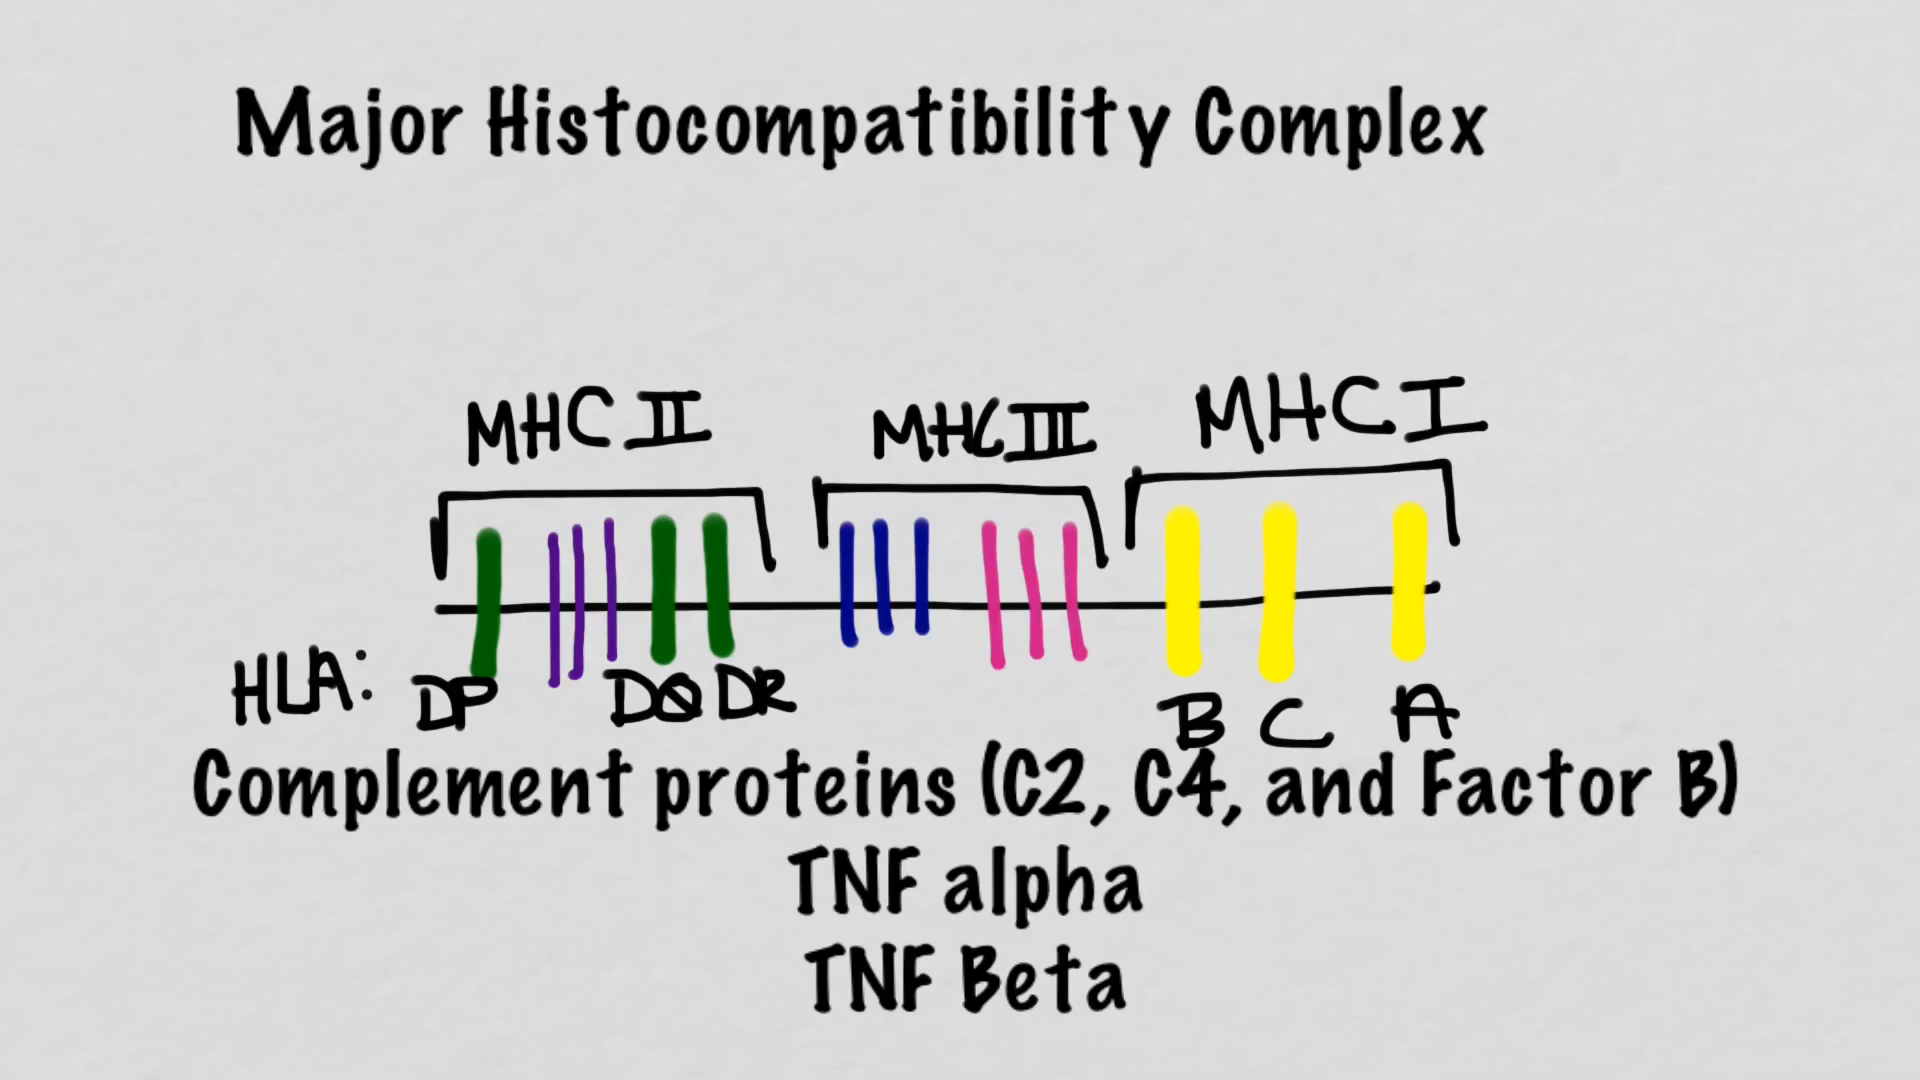 Major Histocompatibility Complex
MHC II MHC III MHC I
HLA: DP DQ DR B C A
Complement proteins (C2, C4, and Factor B)
TNF alpha
TNF Beta